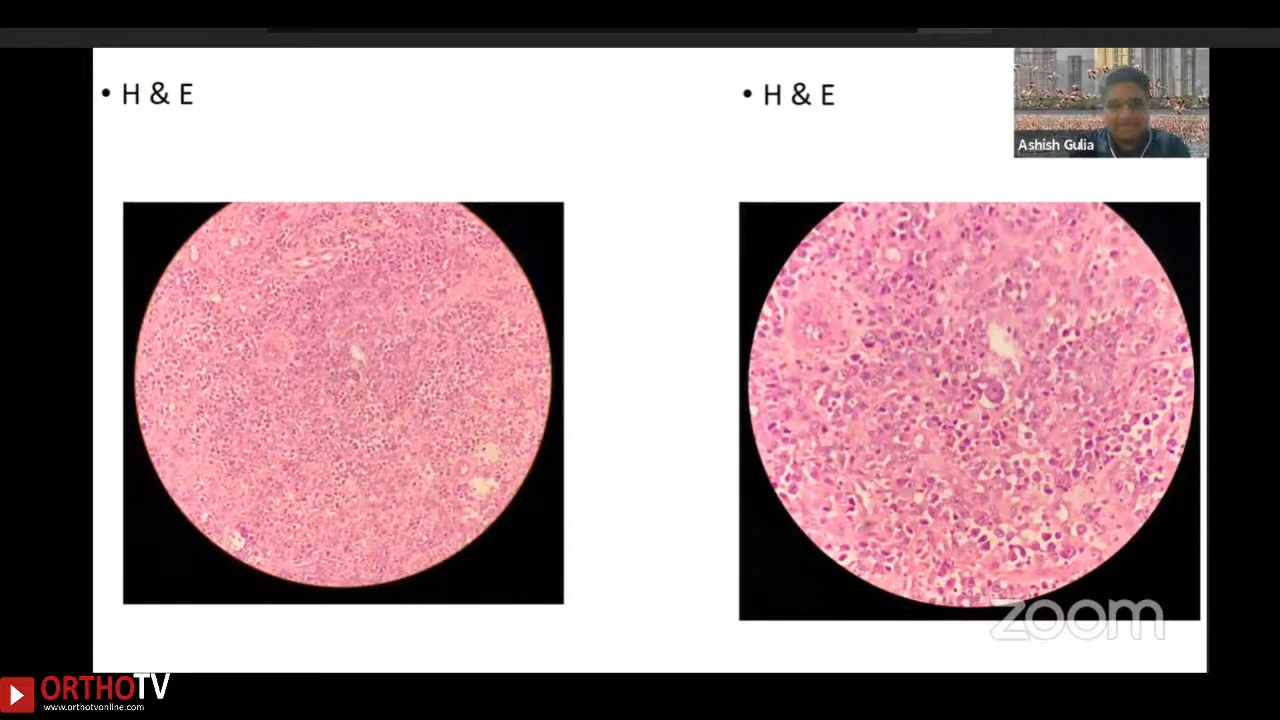 • H & E
• H & E
Ashish Gulia
zoom
ORTHOTV
www.orthotvonline.com